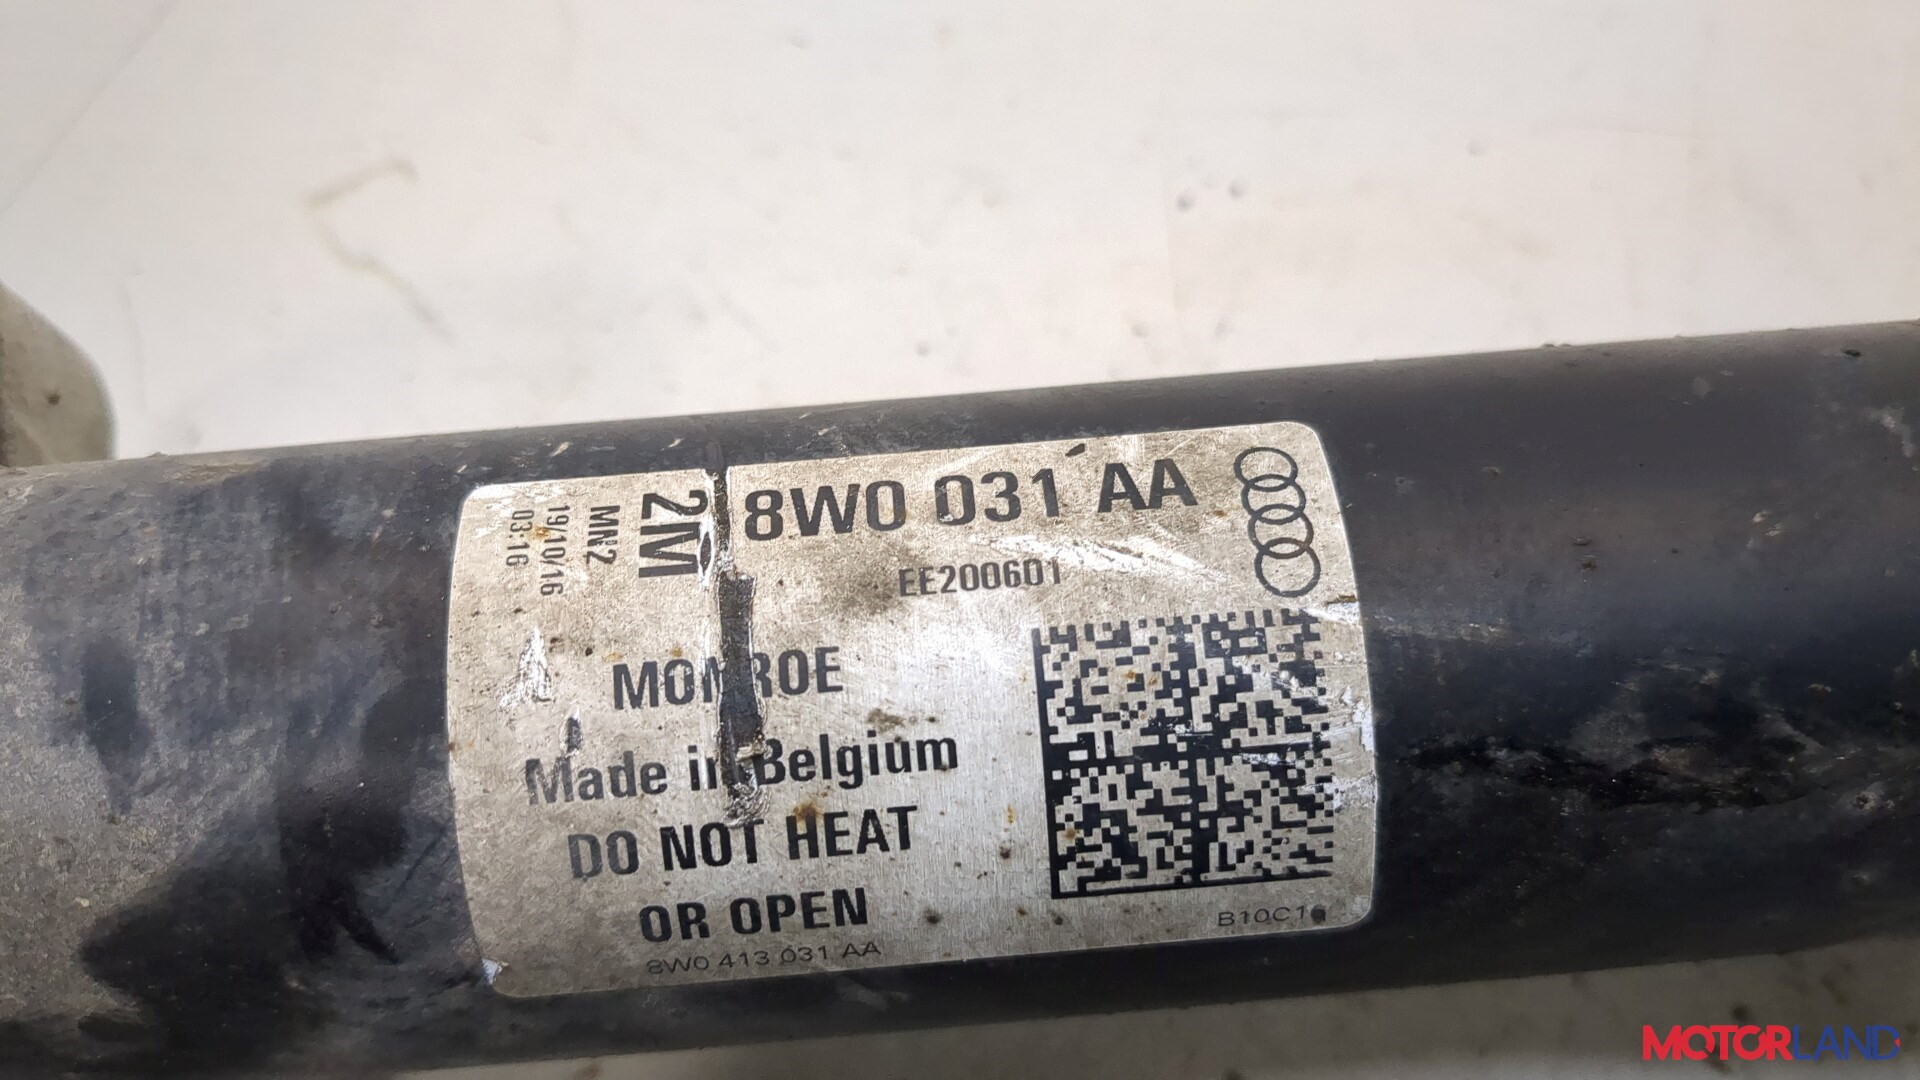 8W0 031 AA
2M
MN2
19/10/16
03:16
EE200601
MONROE
Made in Belgium
DO NOT HEAT
OR OPEN
8W0 413 031 AA
B10C16
MOTORLAND